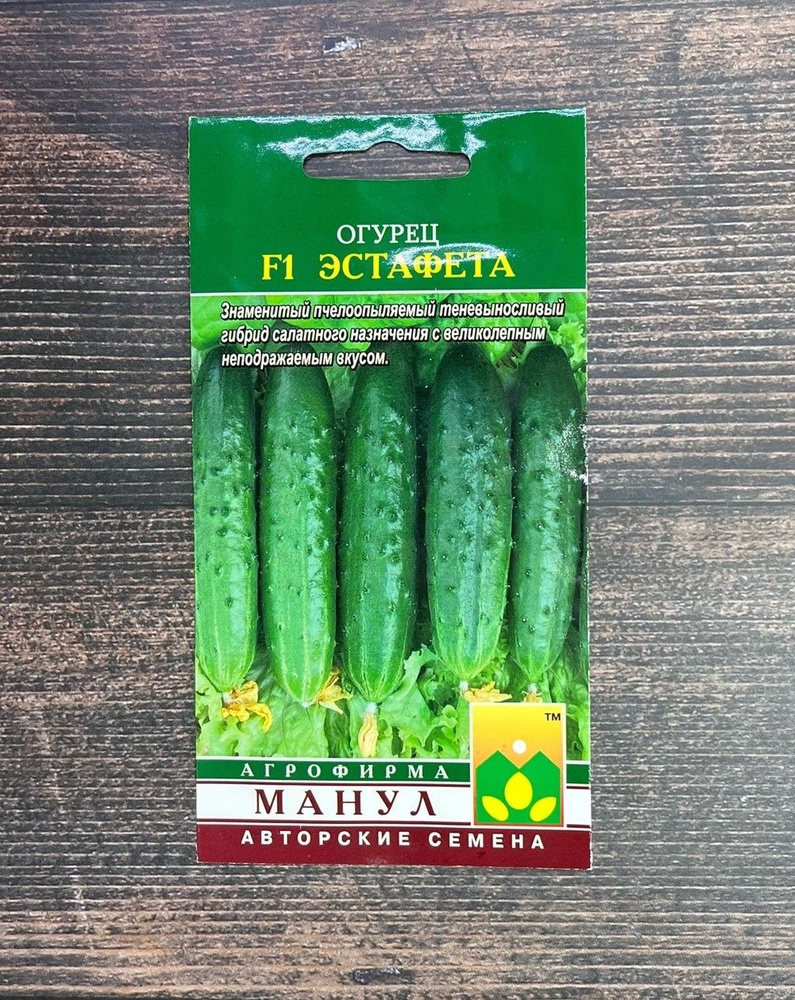 ОГУРЕЦ
F1 ЭСТАФЕТА
Знаменитый пчелоопыляемый теневыносливый
гибрид салатного назначения с великолепным
неподражаемым вкусом.
TM
АГРОФИРМА
МАНУЛ
АВТОРСКИЕ СЕМЕНА